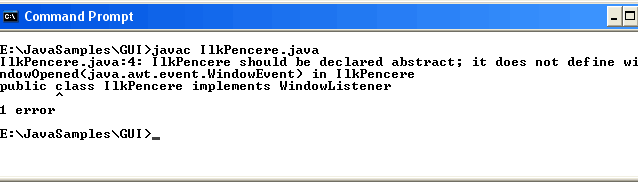 Command Prompt
E:\JavaSamples\GUI>javac IlkPencere.java
IlkPencere.java:4: IlkPencere should be declared abstract; it does not define wi
ndowOpened(java.awt.event.WindowEvent) in IlkPencere
public class IlkPencere implements WindowListener
^
1 error
E:\JavaSamples\GUI>_